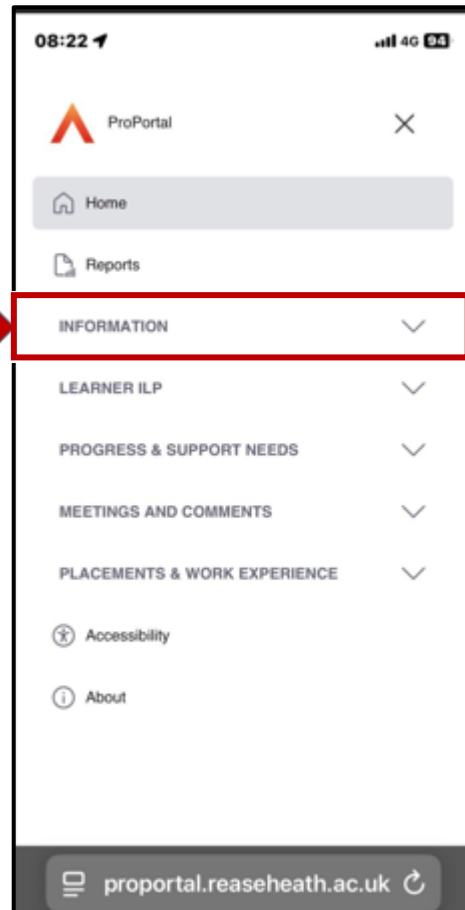 08:22 4G 94
ProPortal
Home
Reports
INFORMATION
LEARNER ILP
PROGRESS & SUPPORT NEEDS
MEETINGS AND COMMENTS
PLACEMENTS & WORK EXPERIENCE
Accessibility
About
proportal.reaseheath.ac.uk